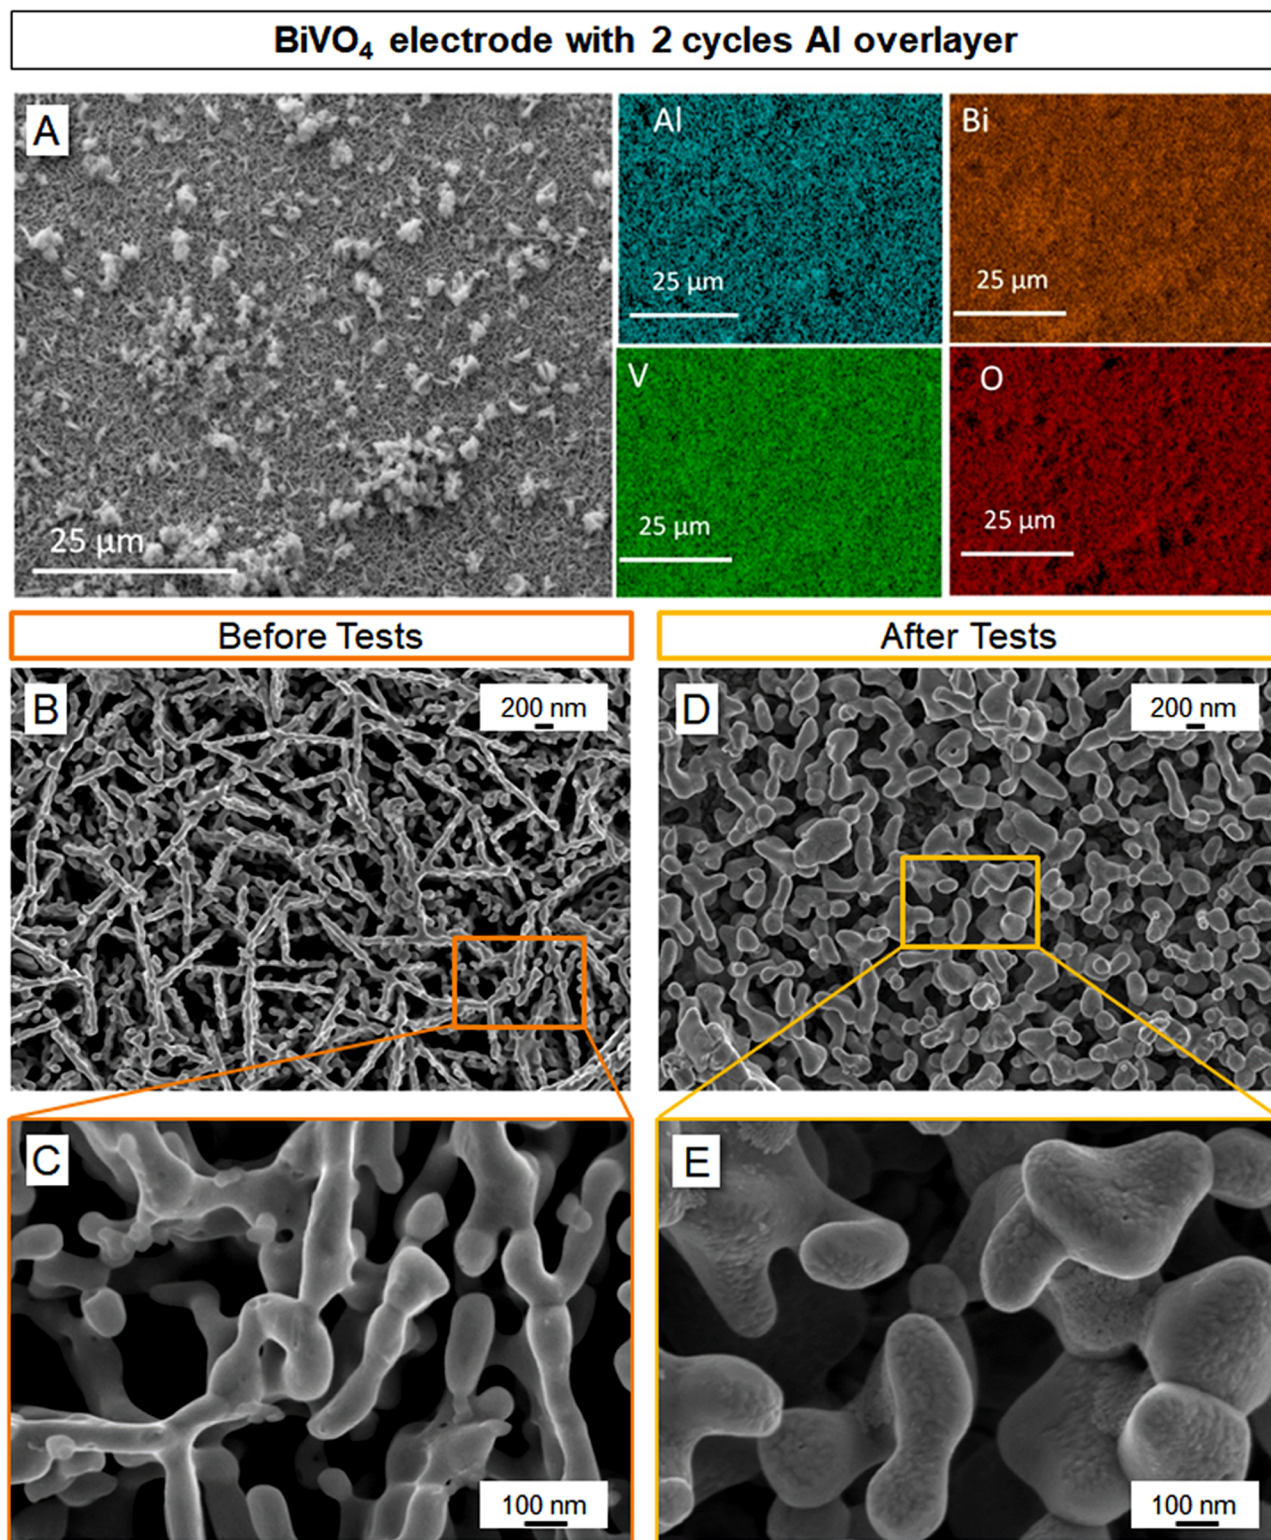 BiVO₄ electrode with 2 cycles Al overlayer
A
25 µm
Al
25 µm
Bi
25 µm
V
25 µm
O
25 µm
Before Tests
After Tests
B
200 nm
D
200 nm
C
100 nm
E
100 nm